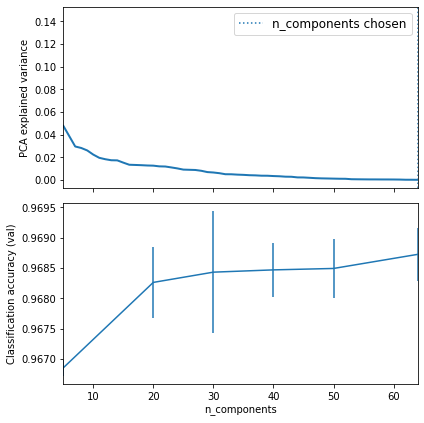 0.14
0.12
0.10
0.08
0.06
0.04
0.02
0.00
PCA explained variance
n_components chosen
0.9695
0.9690
0.9685
0.9680
0.9675
0.9670
Classification accuracy (val)
10 20 30 40 50 60
n_components